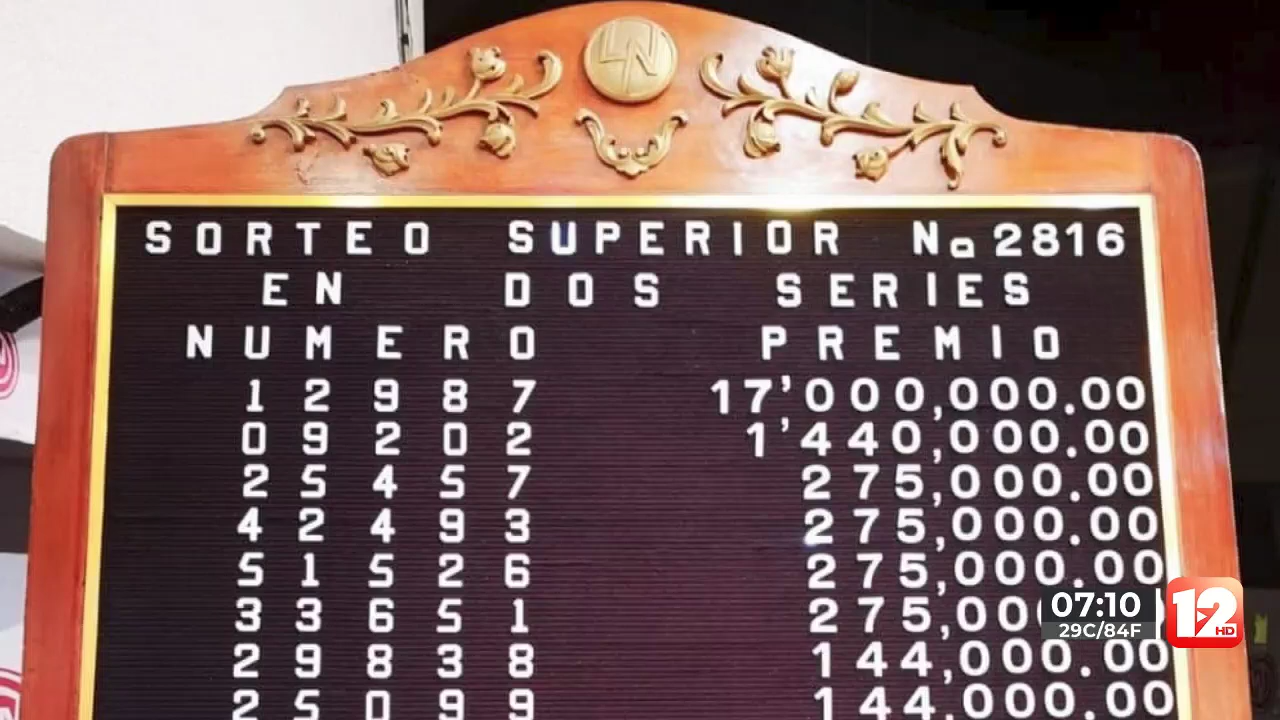 LN
SORTEO SUPERIOR No 2816
EN DOS SERIES
NUMERO PREMIO
12987 17'000,000.00
09202 1'440,000.00
25457 275,000.00
42493 275,000.00
51526 275,000.00
33651 275,00
29838 144,000.00
25099 144,000.00
07:10
29C/84F
12
HD